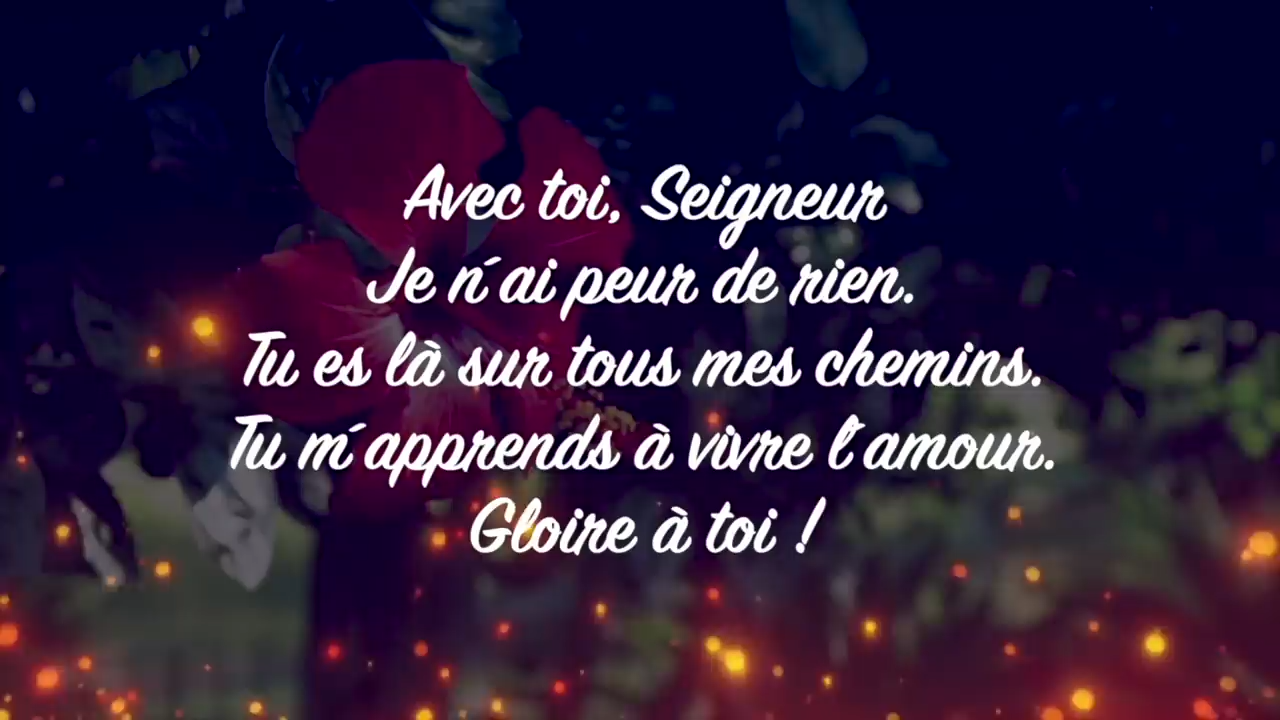 Avec toi, Seigneur
Je n´ai peur de rien.
Tu es là sur tous mes chemins.
Tu m´apprends à vivre l´amour.
Gloire à toi !